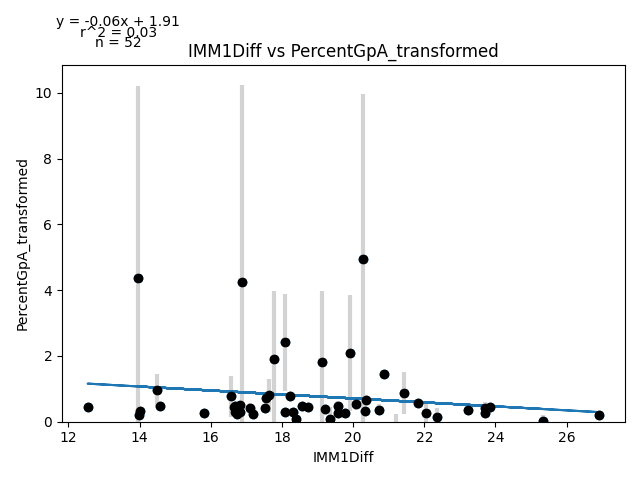 y = -0.06x + 1.91
r^2 = 0.03
n = 52
IMM1Diff vs PercentGpA_transformed
PercentGpA_transformed
10
8
6
4
2
0
12 14 16 18 20 22 24 26
IMM1Diff